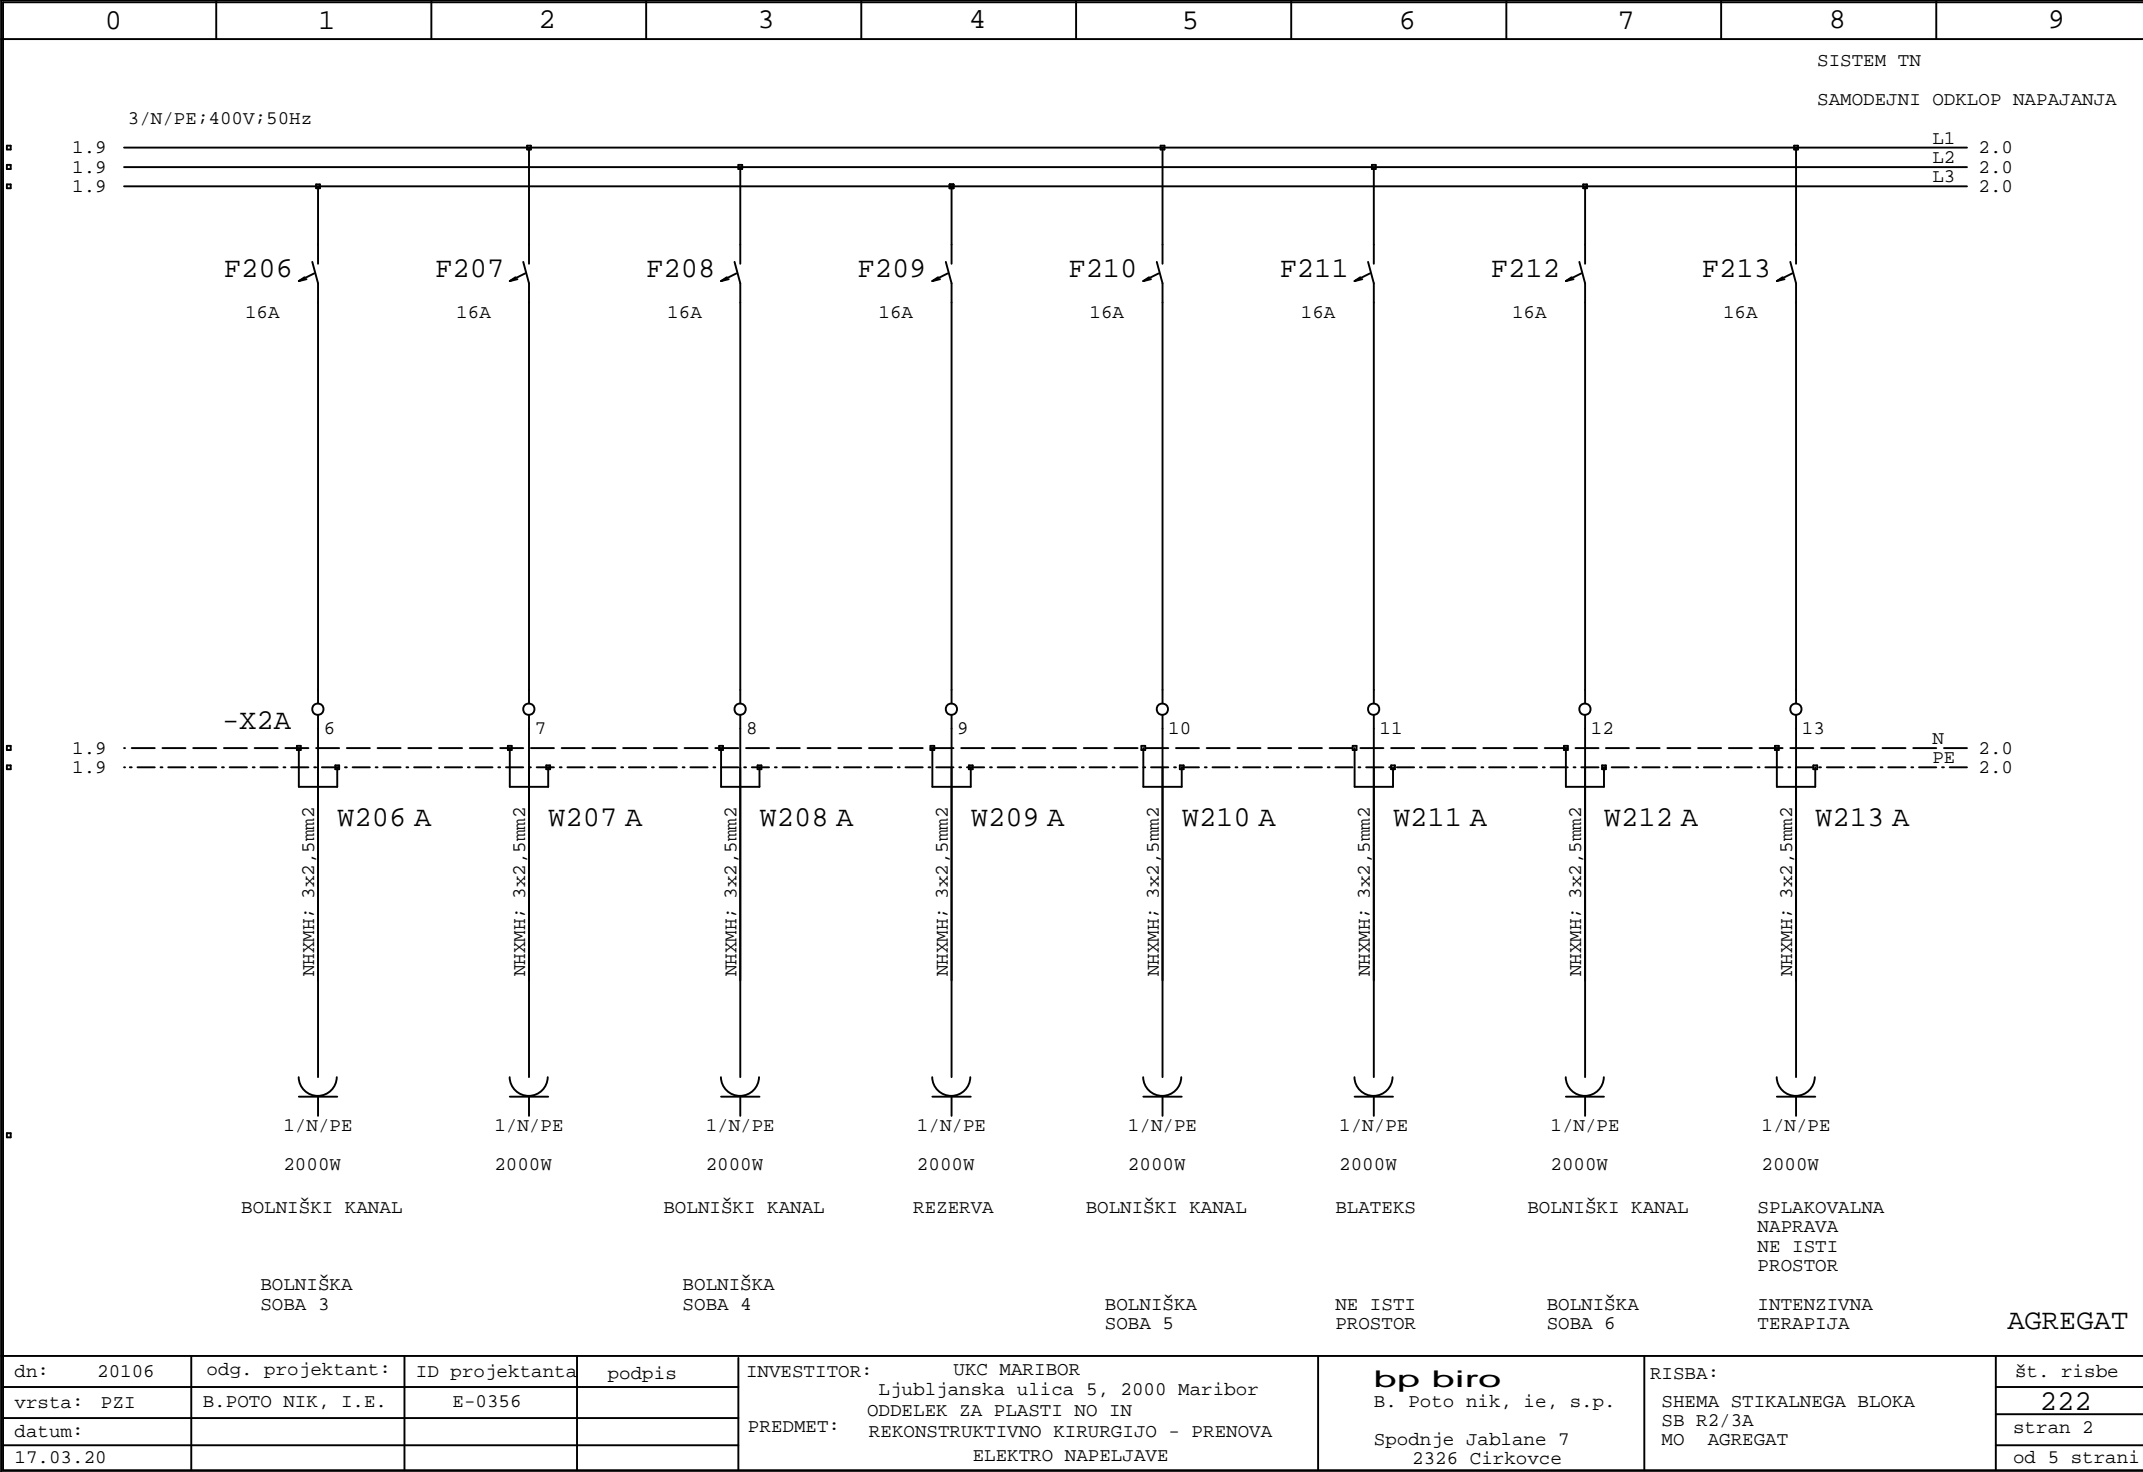 0 1 2 3 4 5 6 7 8 9
SISTEM TN
SAMODEJNI ODKLOP NAPAJANJA
3/N/PE;400V;50Hz
1.9 L1 2.0
1.9 L2 2.0
1.9 L3 2.0
F206 F207 F208 F209 F210 F211 F212 F213
16A 16A 16A 16A 16A 16A 16A 16A
-X2A 6 7 8 9 10 11 12 13
1.9 N 2.0
1.9 PE 2.0
W206 A W207 A W208 A W209 A W210 A W211 A W212 A W213 A
NHXMH; 3x2,5mm2 NHXMH; 3x2,5mm2 NHXMH; 3x2,5mm2 NHXMH; 3x2,5mm2 NHXMH; 3x2,5mm2 NHXMH; 3x2,5mm2 NHXMH; 3x2,5mm2 NHXMH; 3x2,5mm2
1/N/PE 1/N/PE 1/N/PE 1/N/PE 1/N/PE 1/N/PE 1/N/PE 1/N/PE
2000W 2000W 2000W 2000W 2000W 2000W 2000W 2000W
BOLNIŠKI KANAL BOLNIŠKI KANAL REZERVA BOLNIŠKI KANAL BLATEKS BOLNIŠKI KANAL SPLAKOVALNA
NAPRAVA
NE ISTI
PROSTOR
BOLNIŠKA
SOBA 3
BOLNIŠKA
SOBA 4
BOLNIŠKA
SOBA 5
NE ISTI
PROSTOR
BOLNIŠKA
SOBA 6
INTENZIVNA
TERAPIJA
AGREGAT
dn: 20106
vrsta: PZI
datum:
17.03.20
odg. projektant:
B.POTO NIK, I.E.
ID projektanta
E-0356
podpis
INVESTITOR: UKC MARIBOR
Ljubljanska ulica 5, 2000 Maribor
ODDELEK ZA PLASTI NO IN
PREDMET: REKONSTRUKTIVNO KIRURGIJO - PRENOVA
ELEKTRO NAPELJAVE
bp biro
B. Poto nik, ie, s.p.
Spodnje Jablane 7
2326 Cirkovce
RISBA:
SHEMA STIKALNEGA BLOKA
SB R2/3A
MO AGREGAT
št. risbe
222
stran 2
od 5 strani